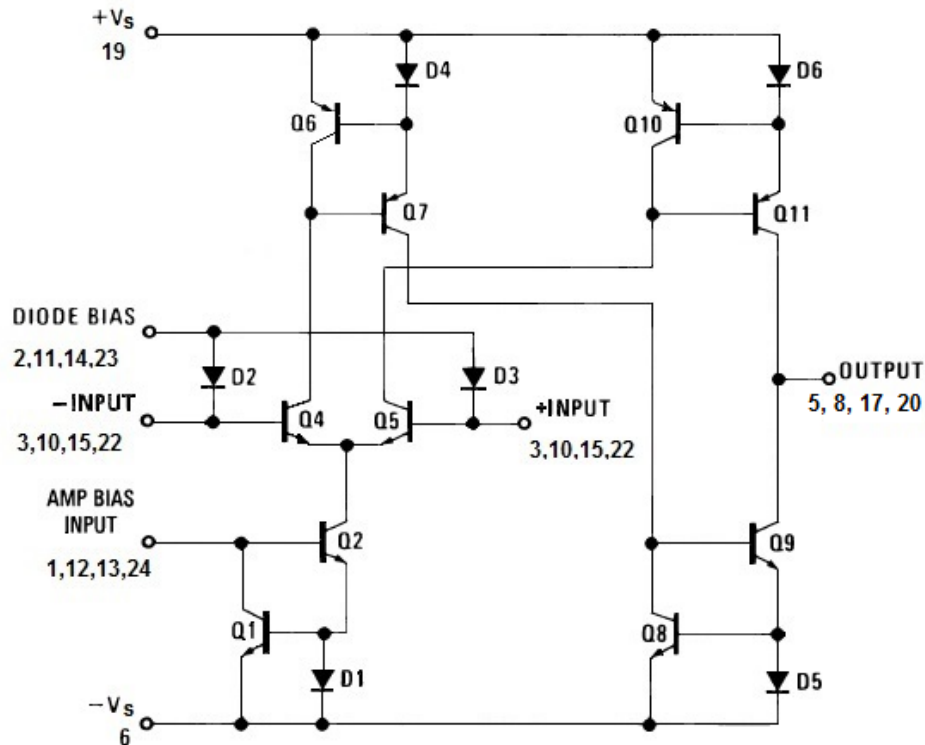 +Vs
19
D4
D6
Q6
Q10
Q7
Q11
DIODE BIAS
2,11,14,23
D2
D3
OUTPUT
5, 8, 17, 20
-INPUT
3,10,15,22
Q4
Q5
+INPUT
3,10,15,22
AMP BIAS
INPUT
1,12,13,24
Q2
Q9
Q1
Q8
D1
D5
-Vs
6